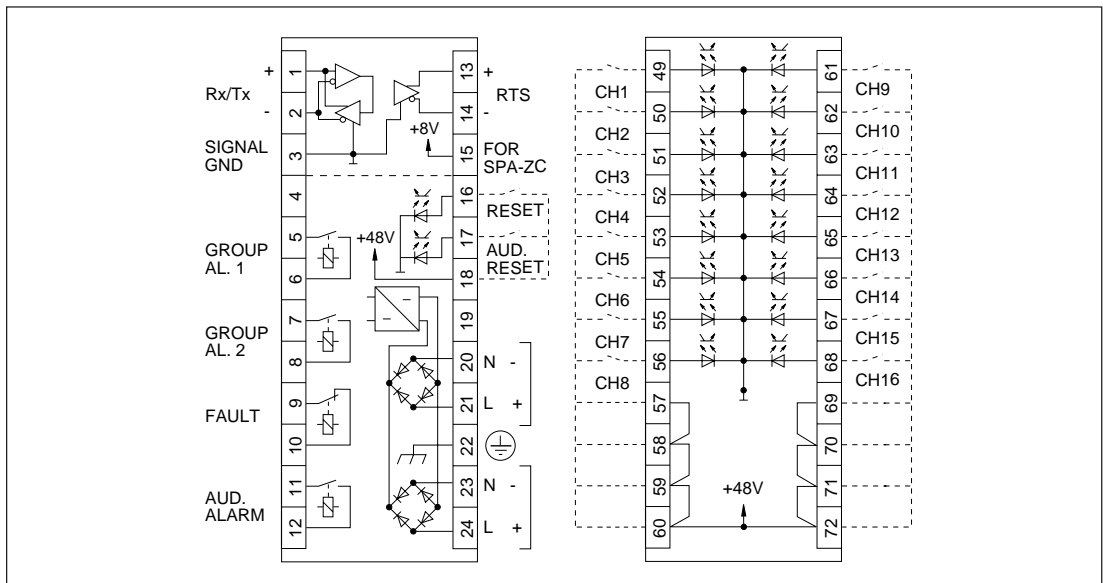 Rx/Tx
+
-
SIGNAL
GND
GROUP
AL. 1
GROUP
AL. 2
FAULT
AUD.
ALARM
1
2
3
4
5
6
7
8
9
10
11
12
+8V
+48V
13
14
15
16
17
18
19
20
21
22
23
24
+
RTS
-
FOR
SPA-ZC
RESET
AUD.
RESET
N -
L +
N -
L +
CH1
CH2
CH3
CH4
CH5
CH6
CH7
CH8
49
50
51
52
53
54
55
56
57
58
59
60
+48V
61
62
63
64
65
66
67
68
69
70
71
72
CH9
CH10
CH11
CH12
CH13
CH14
CH15
CH16